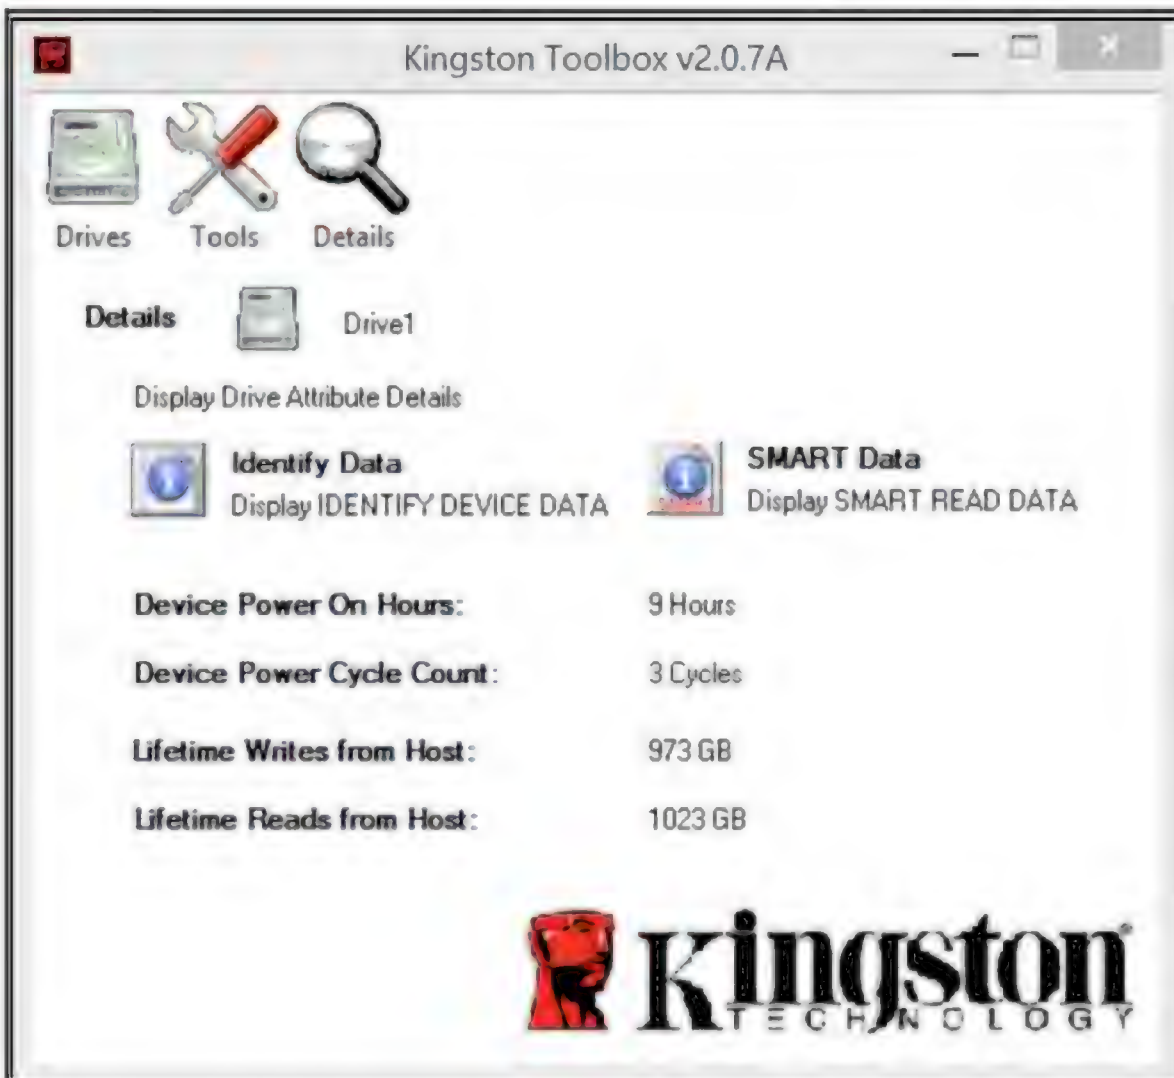 Kingston Toolbox v2.0.7A
Drives Tools Details
Details Drive1
Display Drive Attribute Details
Identify Data SMART Data
Display IDENTIFY DEVICE DATA Display SMART READ DATA
Device Power On Hours: 9 Hours
Device Power Cycle Count: 3 Cycles
Lifetime Writes from Host: 973 GB
Lifetime Reads from Host: 1023 GB
Kingston
TECHNOLOGY